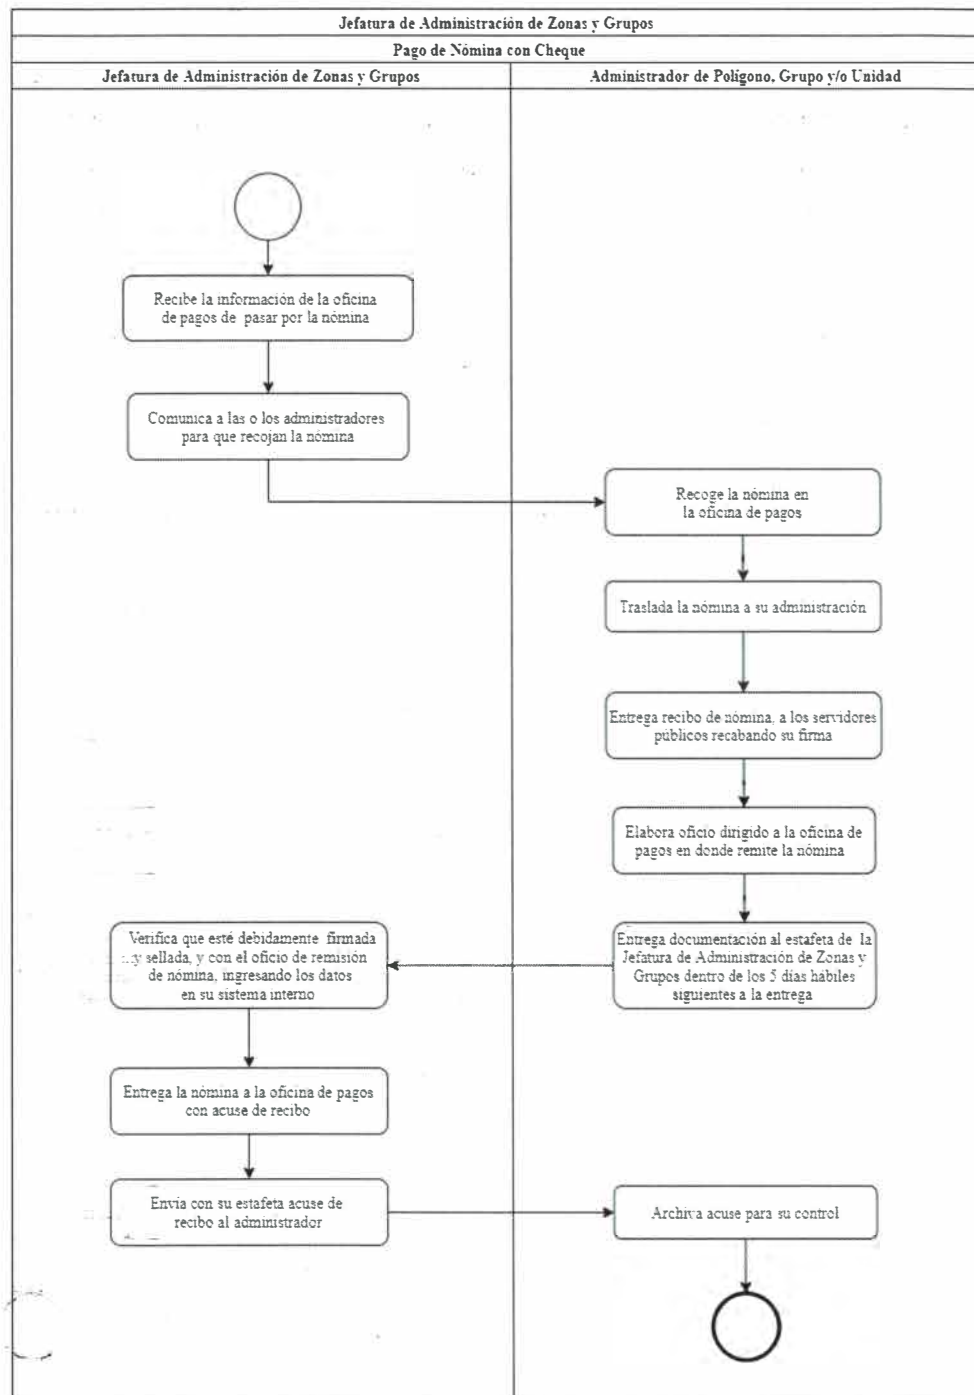 Jefatura de Administración de Zonas y Grupos
Pago de Nómina con Cheque
Jefatura de Administración de Zonas y Grupos
Administrador de Polígono, Grupo y/o Unidad
Recibe la información de la oficina
de pagos de pasar por la nómina
Comunica a las o los administradores
para que recojan la nómina
Recoge la nómina en
la oficina de pagos
Traslada la nómina a su administración
Entrega recibo de nómina, a los servidores
públicos recabando su firma
Elabora oficio dirigido a la oficina de
pagos en donde remite la nómina
Entrega documentación al estafeta de la
Jefatura de Administración de Zonas y
Grupos dentro de los 5 días hábiles
siguientes a la entrega
Verifica que esté debidamente firmada
y sellada, y con el oficio de remisión
de nómina, ingresando los datos
en su sistema interno
Entrega la nómina a la oficina de pagos
con acuse de recibo
Envía con su estafeta acuse de
recibo al administrador
Archiva acuse para su control